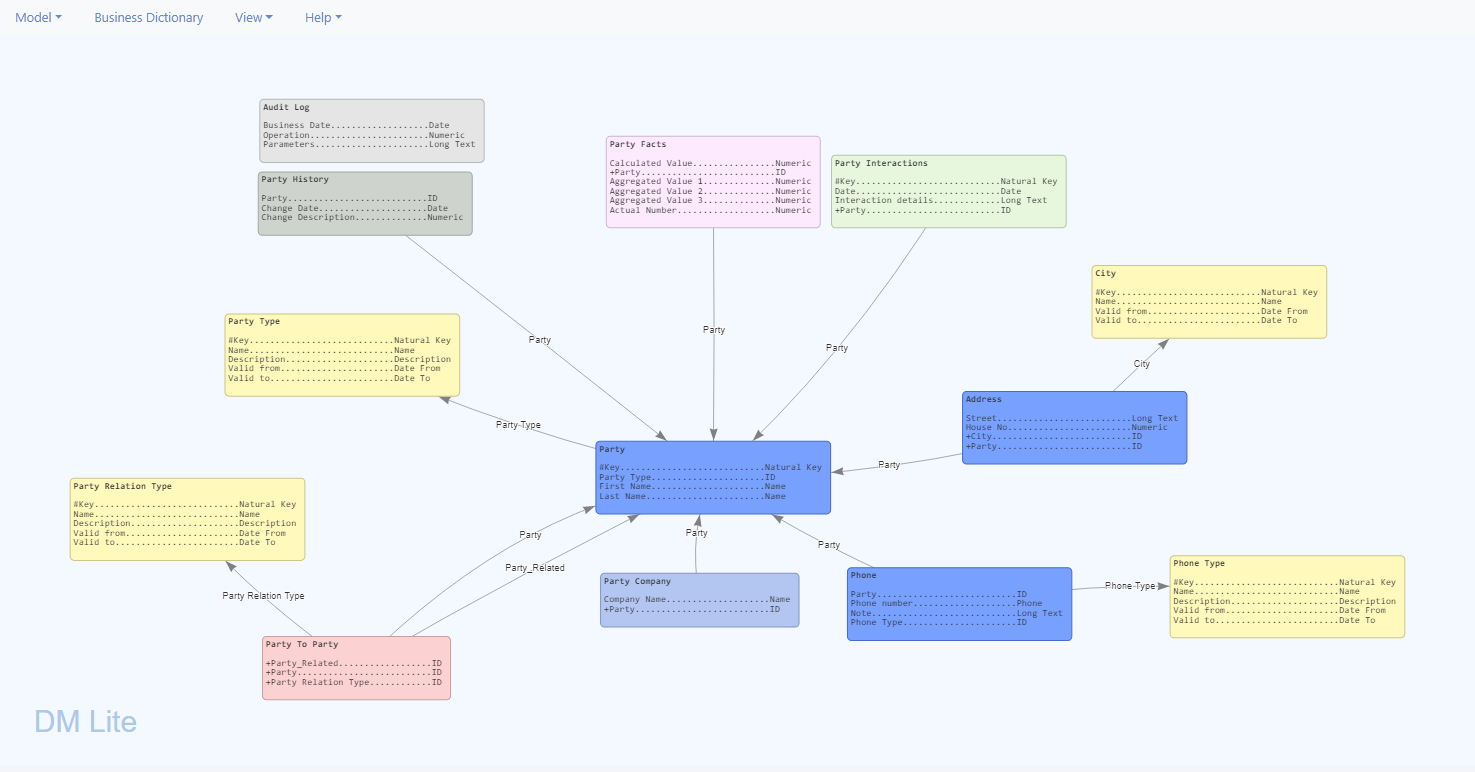 Model Business Dictionary View Help
Audit Log
Business Date...................Date
Operation.......................Numeric
Parameters......................Long Text
Party History
Party...........................ID
Change Date.....................Date
Change Description..............Numeric
Party Facts
Calculated Value................Numeric
+Party..........................ID
Aggregated Value 1..............Numeric
Aggregated Value 2..............Numeric
Aggregated Value 3..............Numeric
Actual Number...................Numeric
Party Interactions
#Key............................Natural Key
Date............................Date
Interaction details.............Long Text
+Party..........................ID
City
#Key............................Natural Key
Name............................Name
Valid from......................Date From
Valid to........................Date To
Party Type
#Key............................Natural Key
Name............................Name
Description.....................Description
Valid from......................Date From
Valid to........................Date To
Party
Party
Party
City
Address
Street..........................Long Text
House No........................Numeric
+City...........................ID
+Party..........................ID
Party Type
Party
Party
#Key............................Natural Key
Party Type......................ID
First Name......................Name
Last Name.......................Name
Party Relation Type
#Key............................Natural Key
Name............................Name
Description.....................Description
Valid from......................Date From
Valid to........................Date To
Party
Party_Related
Party
Party
Party Relation Type
Party Company
Company Name....................Name
+Party..........................ID
Phone
Party...........................ID
Phone number....................Phone
Note............................Long Text
Phone Type......................ID
Phone Type
Phone Type
#Key............................Natural Key
Name............................Name
Description.....................Description
Valid from......................Date From
Valid to........................Date To
Party To Party
+Party_Related..................ID
+Party..........................ID
+Party Relation Type............ID
DM Lite